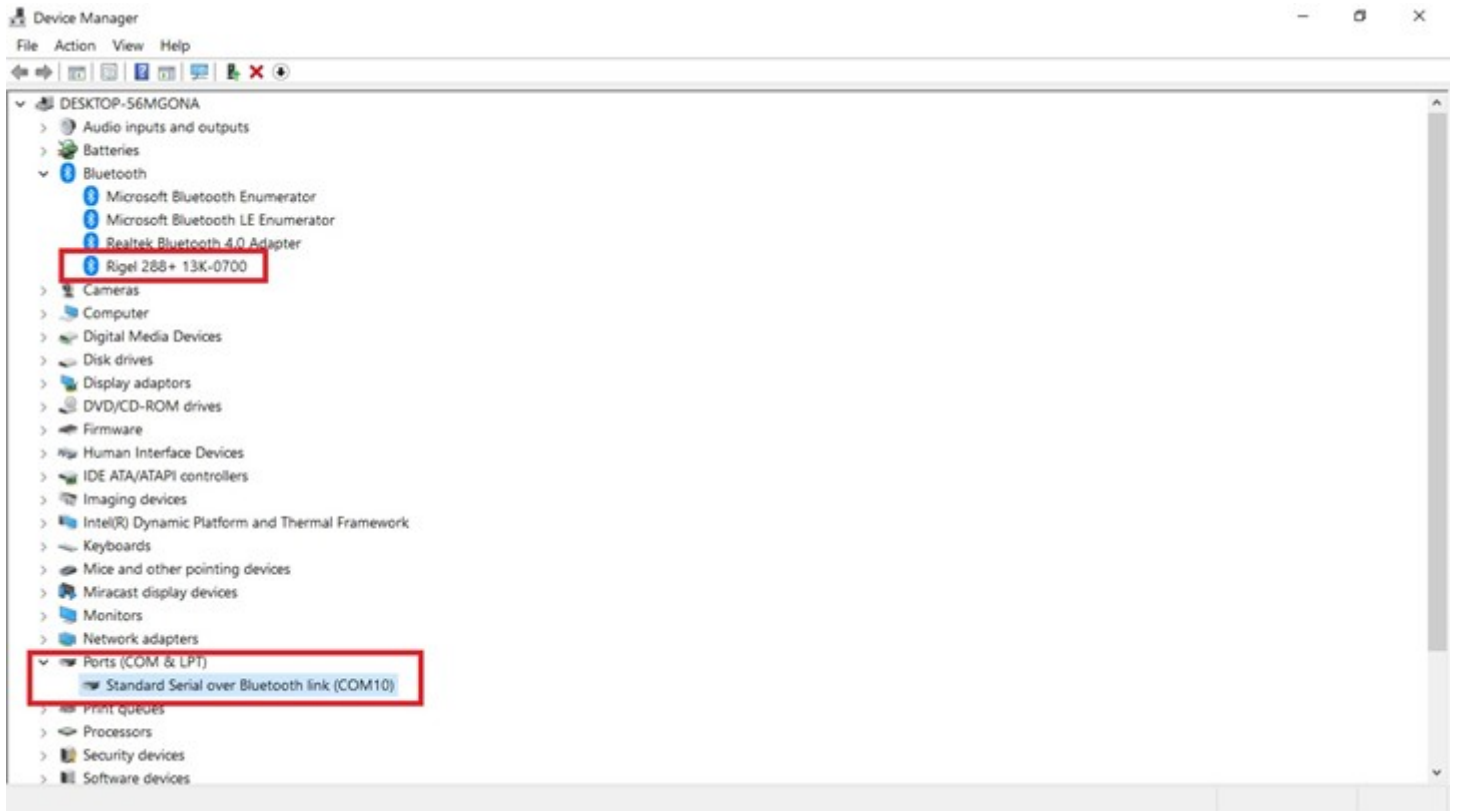 Device Manager
File Action View Help
DESKTOP-56MGONA
Audio inputs and outputs
Batteries
Bluetooth
Microsoft Bluetooth Enumerator
Microsoft Bluetooth LE Enumerator
Realtek Bluetooth 4.0 Adapter
Rigel 288+ 13K-0700
Cameras
Computer
Digital Media Devices
Disk drives
Display adaptors
DVD/CD-ROM drives
Firmware
Human Interface Devices
IDE ATA/ATAPI controllers
Imaging devices
Intel(R) Dynamic Platform and Thermal Framework
Keyboards
Mice and other pointing devices
Miracast display devices
Monitors
Network adapters
Ports (COM & LPT)
Standard Serial over Bluetooth link (COM10)
Print queues
Processors
Security devices
Software devices